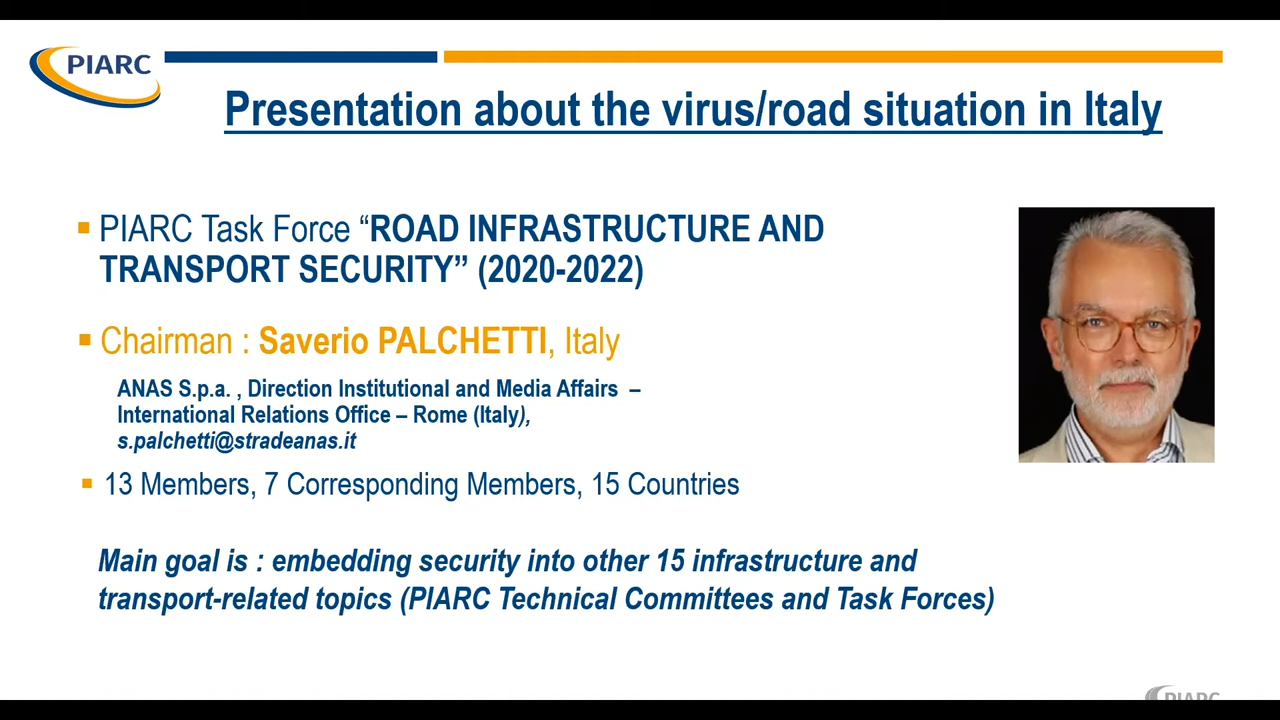 PIARC
Presentation about the virus/road situation in Italy
PIARC Task Force “ROAD INFRASTRUCTURE AND
TRANSPORT SECURITY” (2020-2022)
Chairman : Saverio PALCHETTI, Italy
ANAS S.p.a. , Direction Institutional and Media Affairs –
International Relations Office – Rome (Italy),
s.palchetti@stradeanas.it
13 Members, 7 Corresponding Members, 15 Countries
Main goal is : embedding security into other 15 infrastructure and
transport-related topics (PIARC Technical Committees and Task Forces)
PIARC